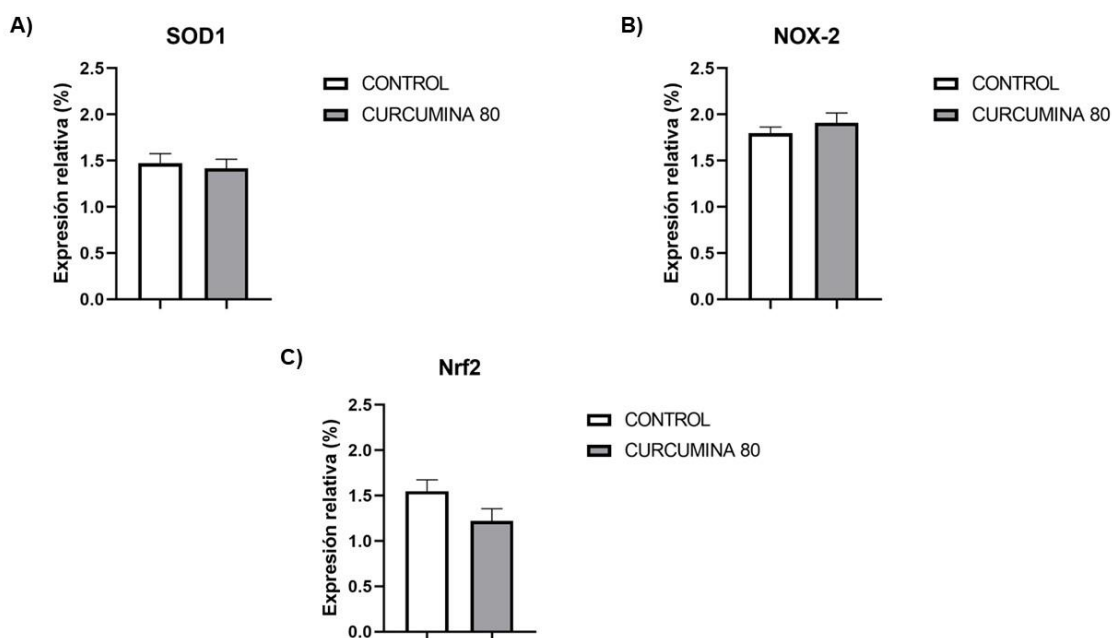 A)
SOD1
Expresión relativa (%)
2.5
2.0
1.5
1.0
0.5
0.0
CONTROL
CURCUMINA 80
B)
NOX-2
Expresión relativa (%)
2.5
2.0
1.5
1.0
0.5
0.0
CONTROL
CURCUMINA 80
C)
Nrf2
Expresión relativa (%)
2.5
2.0
1.5
1.0
0.5
0.0
CONTROL
CURCUMINA 80